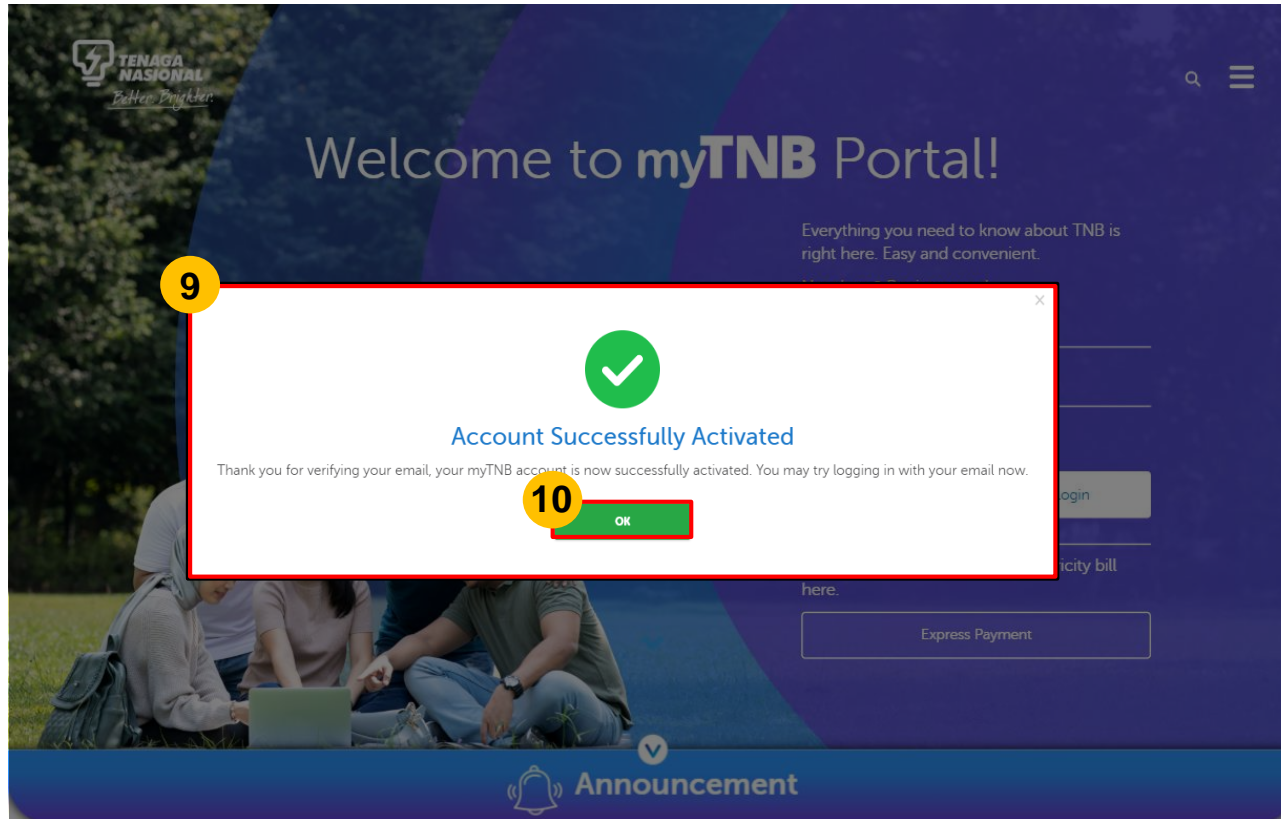 TENAGA
NASIONAL
Better. Brighter.
Welcome to myTNB Portal!
Everything you need to know about TNB is
right here. Easy and convenient.
9
Account Successfully Activated
Thank you for verifying your email, your myTNB account is now successfully activated. You may try logging in with your email now.
10
OK
ogin
icity bill
here.
Express Payment
Announcement